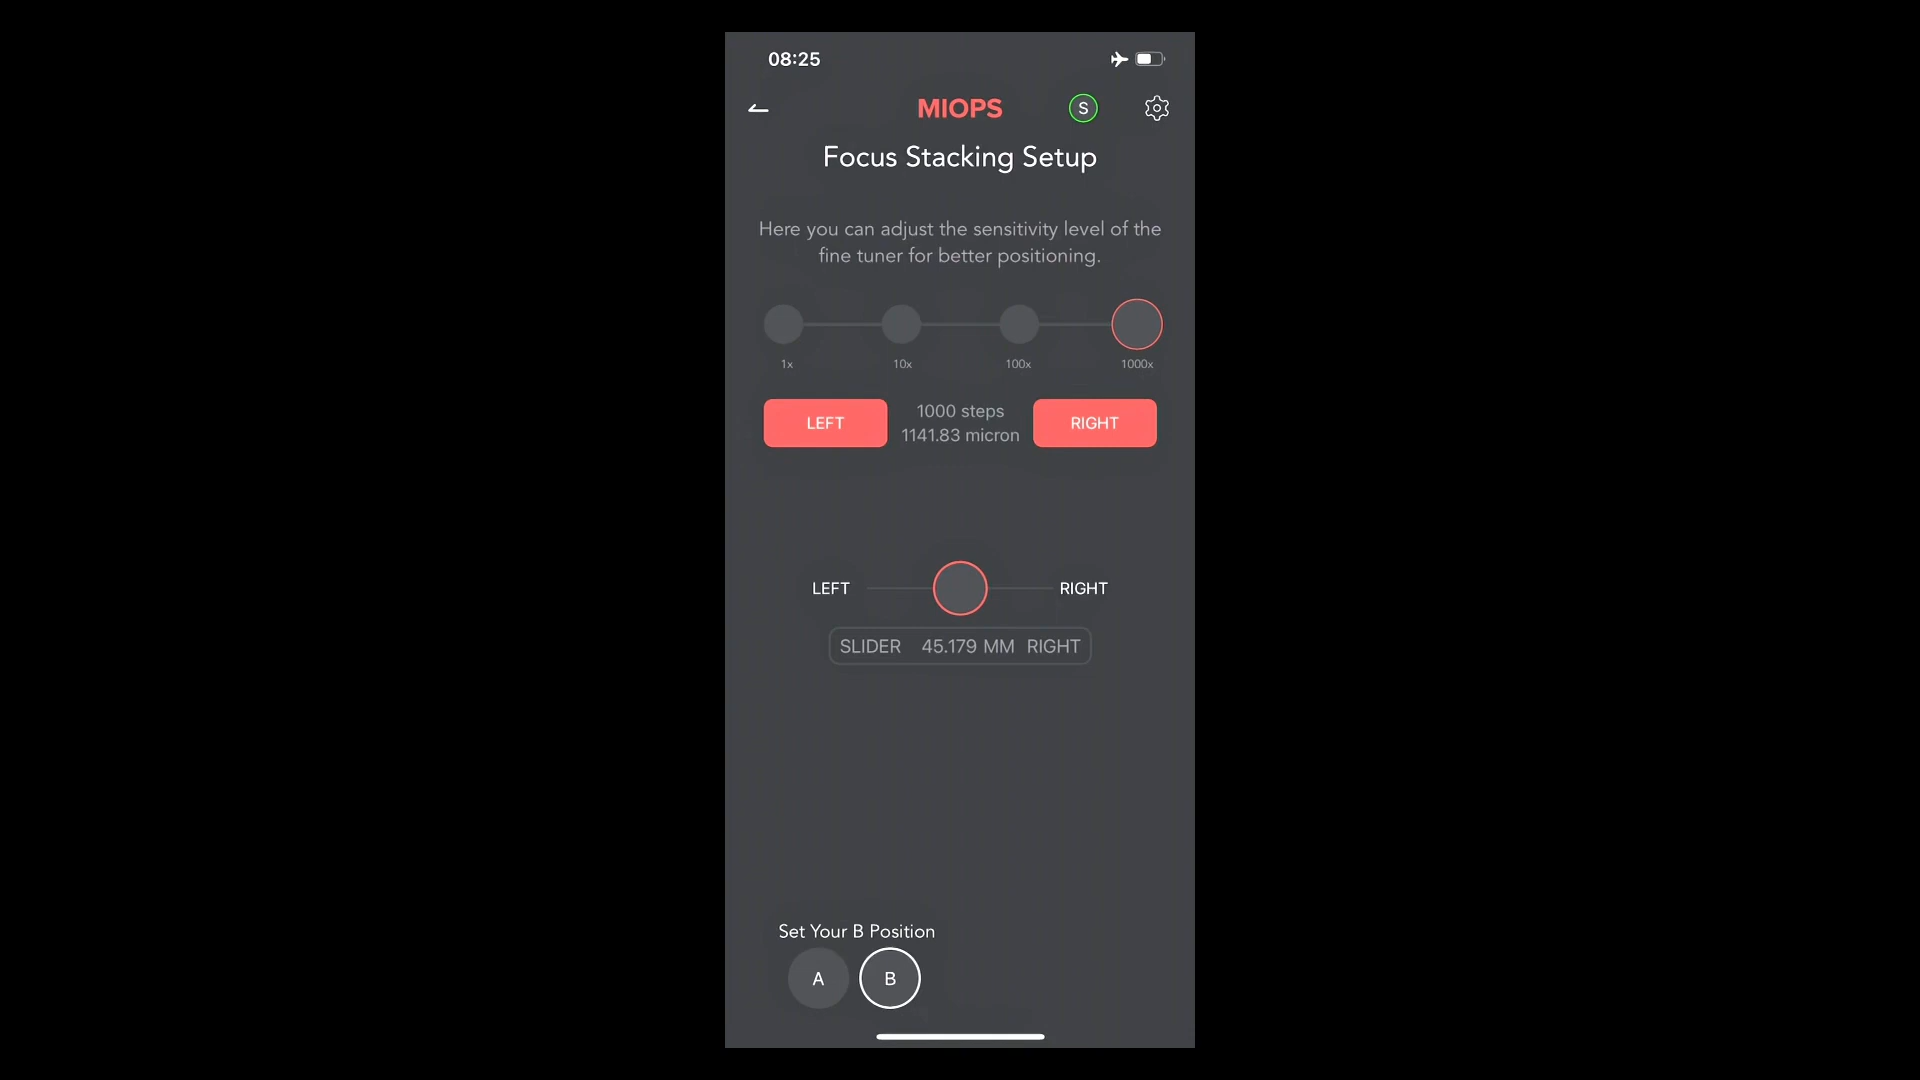 08:25
MIOPS
S
Focus Stacking Setup
Here you can adjust the sensitivity level of the
fine tuner for better positioning.
1x
10x
100x
1000x
LEFT
1000 steps
1141.83 micron
RIGHT
LEFT
RIGHT
SLIDER 45.179 MM RIGHT
Set Your B Position
A
B